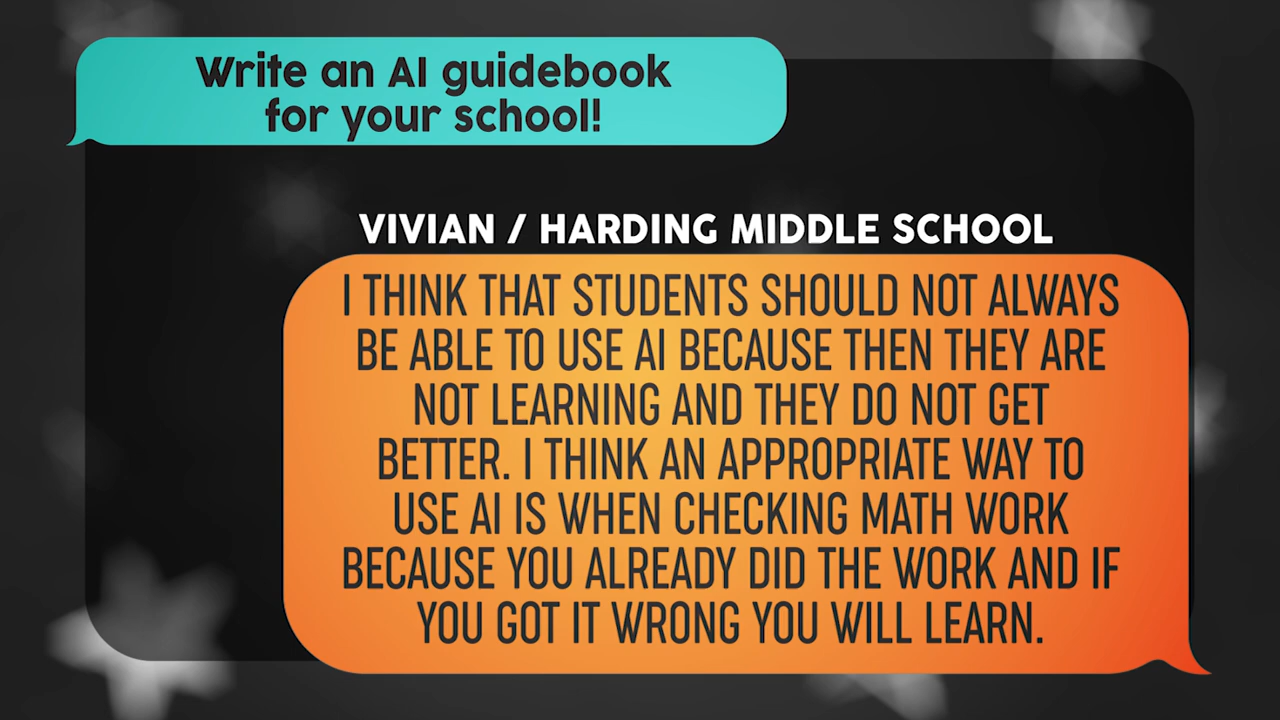 Write an AI guidebook
for your school!
VIVIAN / HARDING MIDDLE SCHOOL
I THINK THAT STUDENTS SHOULD NOT ALWAYS
BE ABLE TO USE AI BECAUSE THEN THEY ARE
NOT LEARNING AND THEY DO NOT GET
BETTER. I THINK AN APPROPRIATE WAY TO
USE AI IS WHEN CHECKING MATH WORK
BECAUSE YOU ALREADY DID THE WORK AND IF
YOU GOT IT WRONG YOU WILL LEARN.